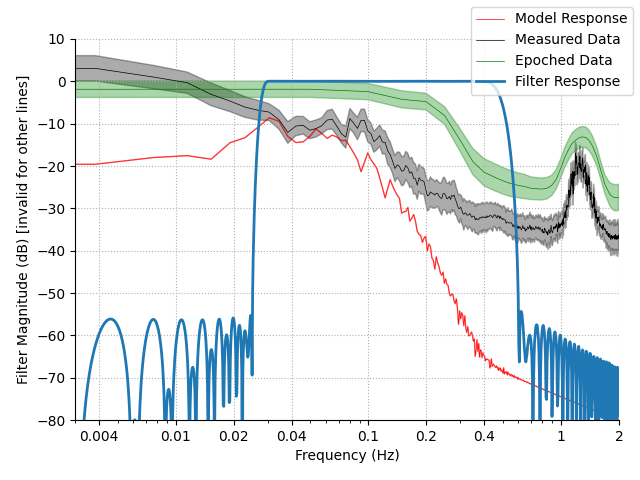 Model Response
Measured Data
Epoched Data
Filter Response
10
0
−10
−20
−30
−40
−50
−60
−70
−80
Filter Magnitude (dB) [invalid for other lines]
0.004 0.01 0.02 0.04 0.1 0.2 0.4 1 2
Frequency (Hz)